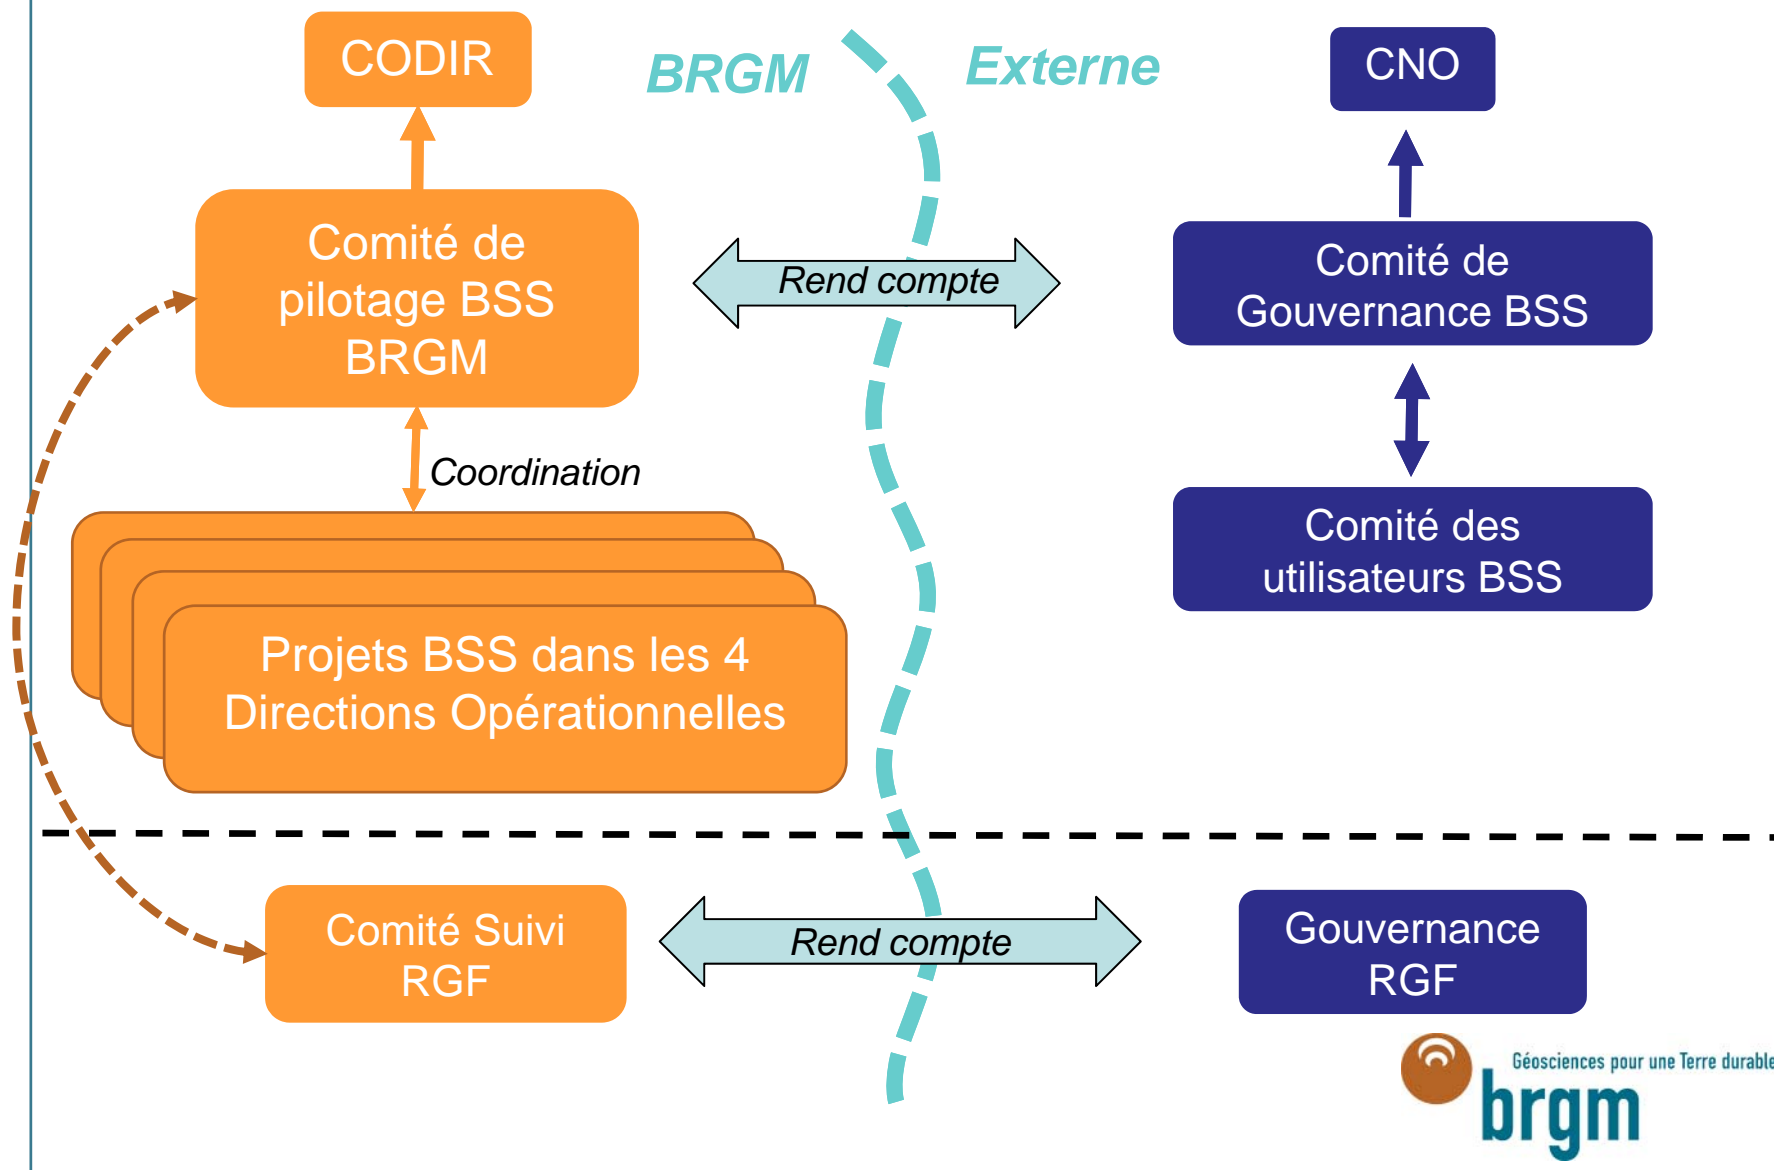 CODIR
BRGM
Externe
CNO
Comité de
pilotage BSS
BRGM
Rend compte
Comité de
Gouvernance BSS
Coordination
Comité des
utilisateurs BSS
Projets BSS dans les 4
Directions Opérationnelles
Comité Suivi
RGF
Rend compte
Gouvernance
RGF
Géosciences pour une Terre durable
brgm